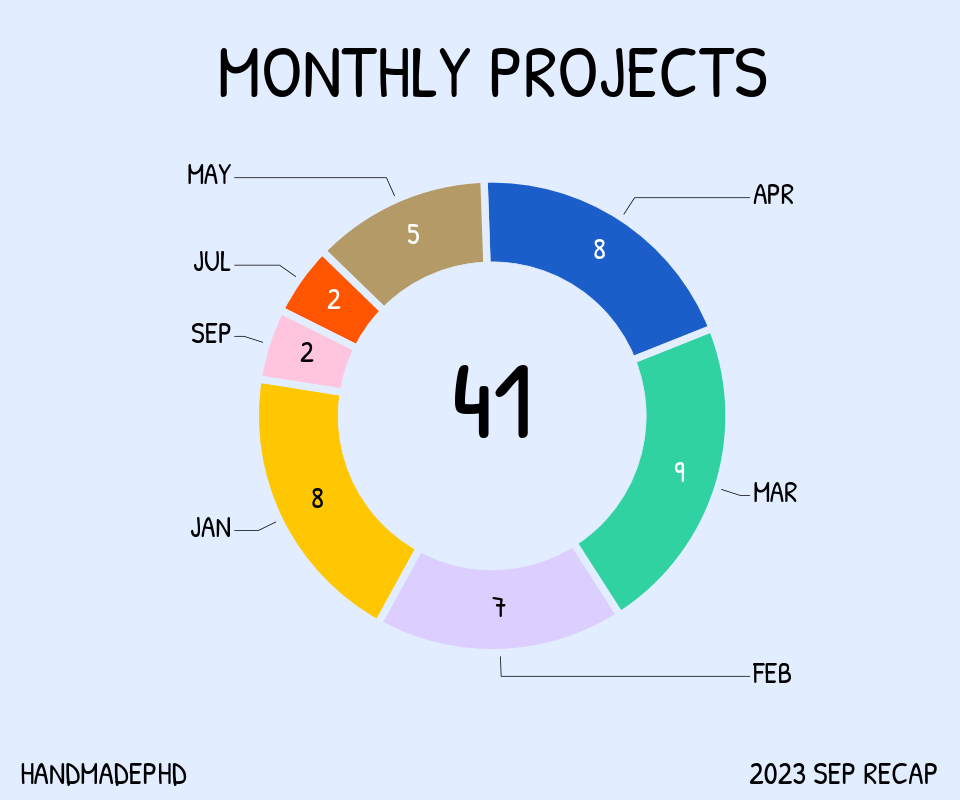 MONTHLY PROJECTS
MAY
APR
5
8
JUL
2
SEP
2
41
9
MAR
8
JAN
7
FEB
HANDMADEPHD
2023 SEP RECAP